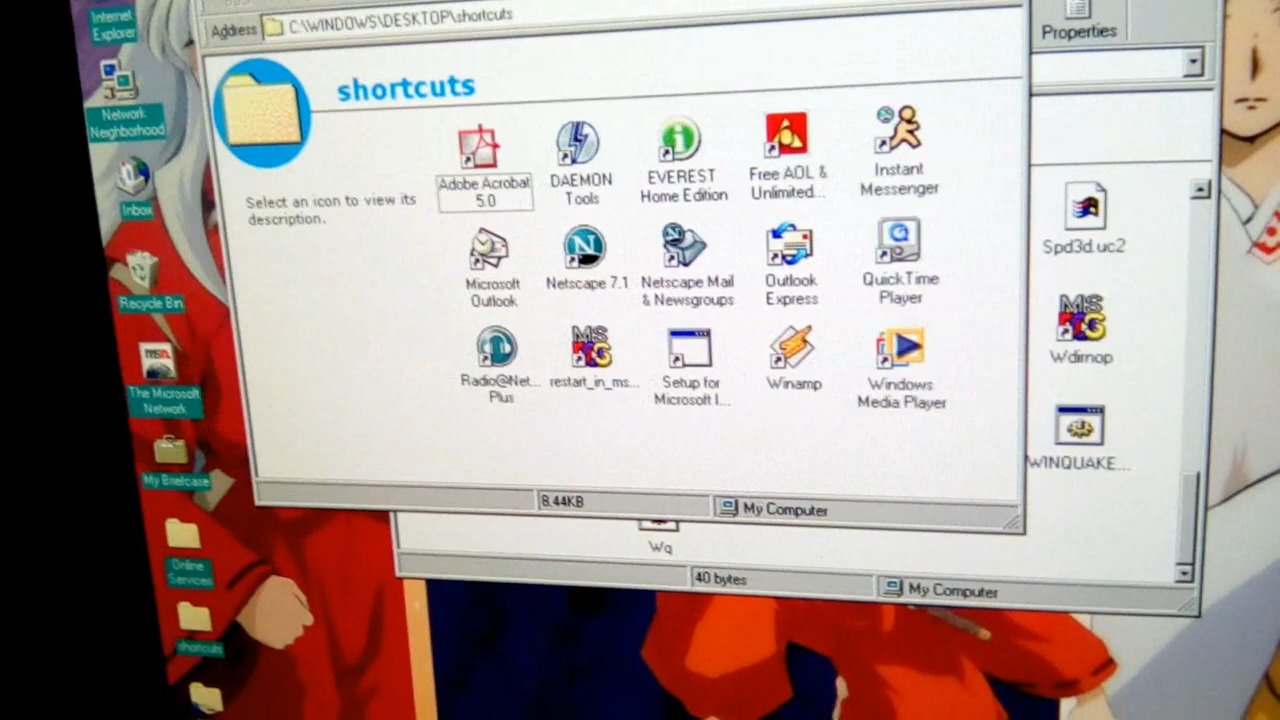 Internet
Explorer
Network
Neighborhood
Inbox
Recycle Bin
msn
The Microsoft
Network
My Briefcase
Online
Services
shortcuts
Address C:\WINDOWS\DESKTOP\shortcuts
shortcuts
Select an icon to view its
description.
Adobe Acrobat
5.0
DAEMON
Tools
EVEREST
Home Edition
Free AOL &
Unlimited...
Instant
Messenger
Microsoft
Outlook
Netscape 7.1
Netscape Mail
& Newsgroups
Outlook
Express
QuickTime
Player
Radio@Net...
Plus
MS
restart_in_ms...
Setup for
Microsoft I...
Winamp
Windows
Media Player
8.44KB
My Computer
Properties
Spd3d.uc2
MS
Wdirnop
WINQUAKE...
Wq
40 bytes
My Computer